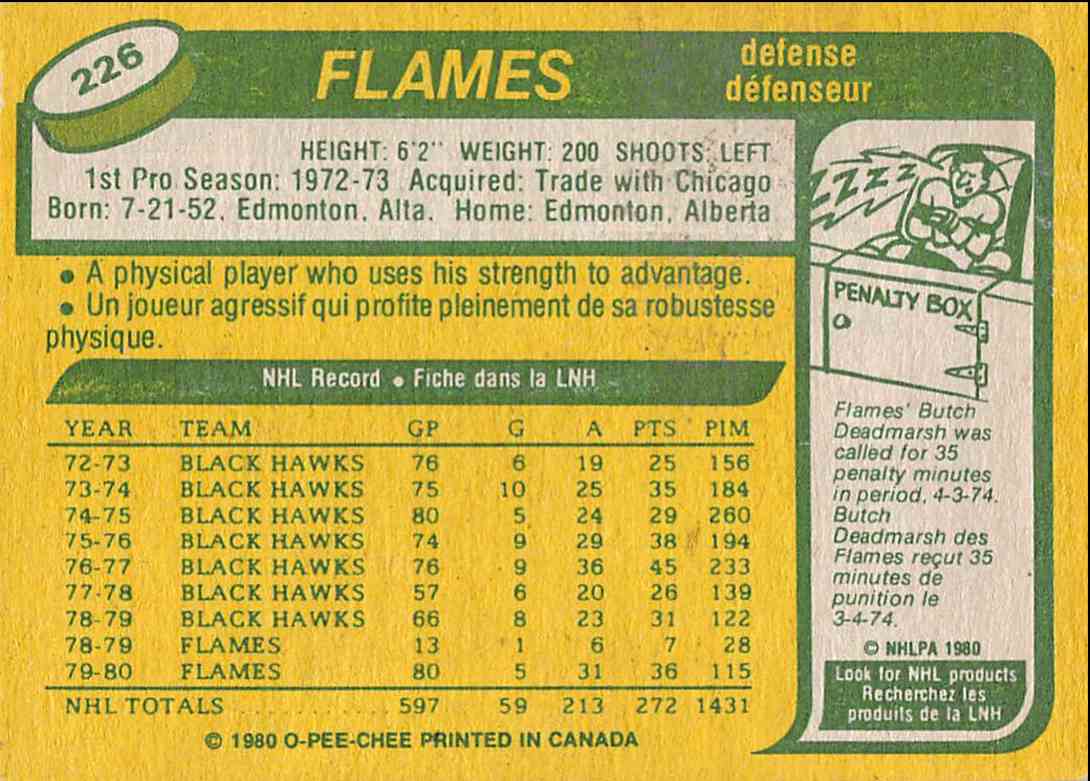 226
FLAMES
defense
défenseur
HEIGHT: 6'2" WEIGHT: 200 SHOOTS: LEFT
1st Pro Season: 1972-73 Acquired: Trade with Chicago
Born: 7-21-52, Edmonton, Alta. Home: Edmonton, Alberta
• A physical player who uses his strength to advantage.
• Un joueur agressif qui profite pleinement de sa robustesse
physique.
NHL Record • Fiche dans la LNH
YEAR TEAM GP G A PTS PIM
72-73 BLACK HAWKS 76 6 19 25 156
73-74 BLACK HAWKS 75 10 25 35 184
74-75 BLACK HAWKS 80 5 24 29 260
75-76 BLACK HAWKS 74 9 29 38 194
76-77 BLACK HAWKS 76 9 36 45 233
77-78 BLACK HAWKS 57 6 20 26 139
78-79 BLACK HAWKS 66 8 23 31 122
78-79 FLAMES 13 1 6 7 28
79-80 FLAMES 80 5 31 36 115
NHL TOTALS .............. 597 59 213 272 1431
© 1980 O-PEE-CHEE PRINTED IN CANADA
ZZZZZ
PENALTY BOX
Flames' Butch
Deadmarsh was
called for 35
penalty minutes
in period, 4-3-74.
Butch
Deadmarsh des
Flames reçut 35
minutes de
punition le
3-4-74.
© NHLPA 1980
Look for NHL products
Recherchez les
produits de la LNH